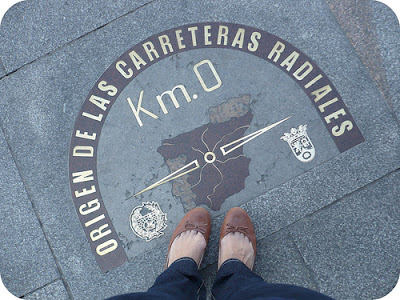 ORIGEN DE LAS CARRETERAS RADIALES
Km.0